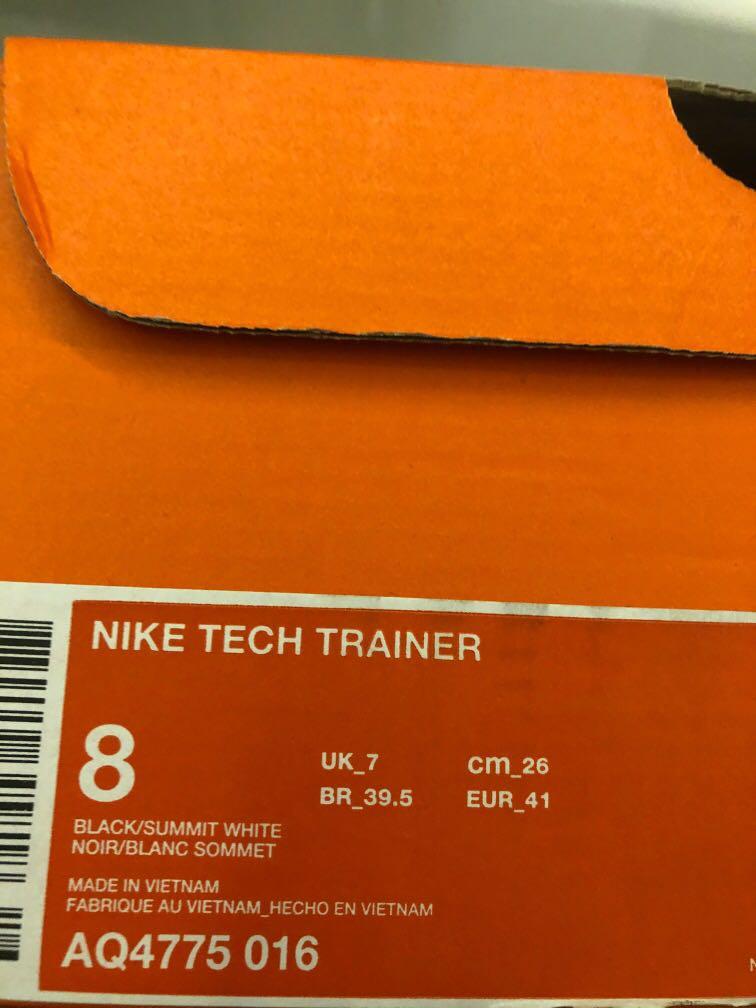 NIKE TECH TRAINER
8
UK_7 cm_26
BR_39.5 EUR_41
BLACK/SUMMIT WHITE
NOIR/BLANC SOMMET
MADE IN VIETNAM
FABRIQUE AU VIETNAM_HECHO EN VIETNAM
AQ4775 016